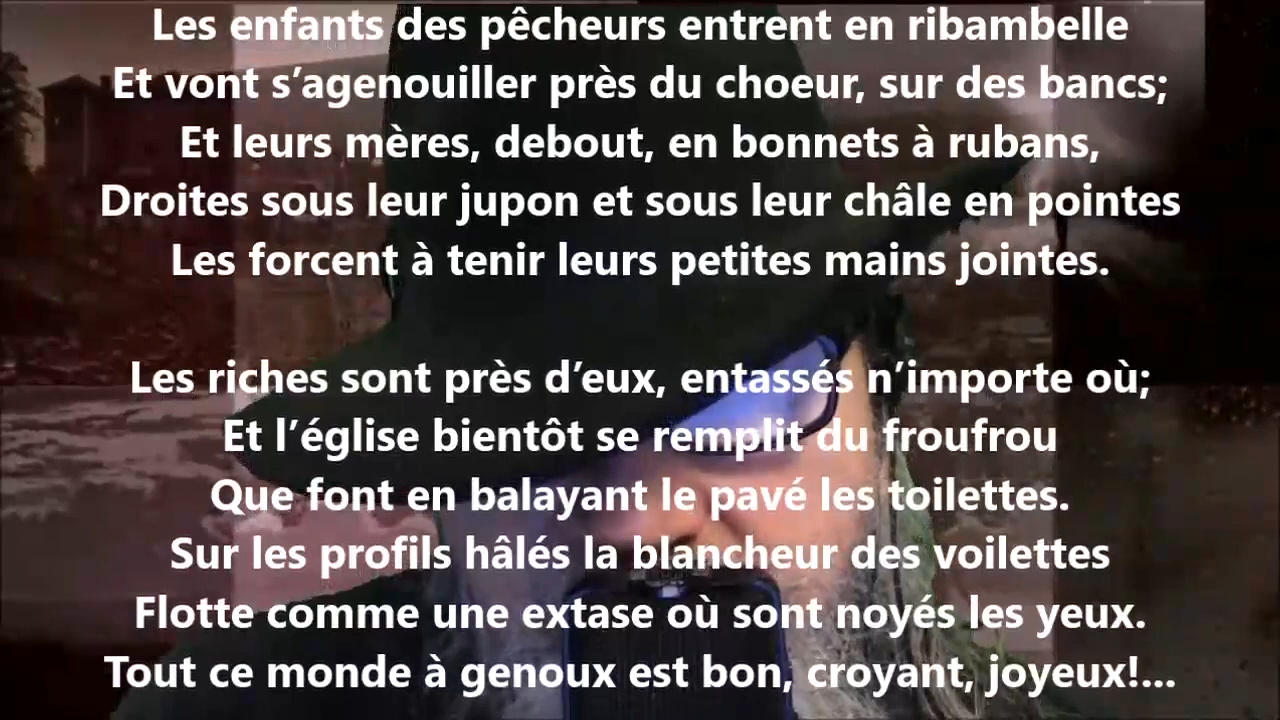 Les enfants des pêcheurs entrent en ribambelle
Et vont s’agenouiller près du choeur, sur des bancs;
Et leurs mères, debout, en bonnets à rubans,
Droites sous leur jupon et sous leur châle en pointes
Les forcent à tenir leurs petites mains jointes.
Les riches sont près d’eux, entassés n’importe où;
Et l’église bientôt se remplit du froufrou
Que font en balayant le pavé les toilettes.
Sur les profils hâlés la blancheur des voilettes
Flotte comme une extase où sont noyés les yeux.
Tout ce monde à genoux est bon, croyant, joyeux!...